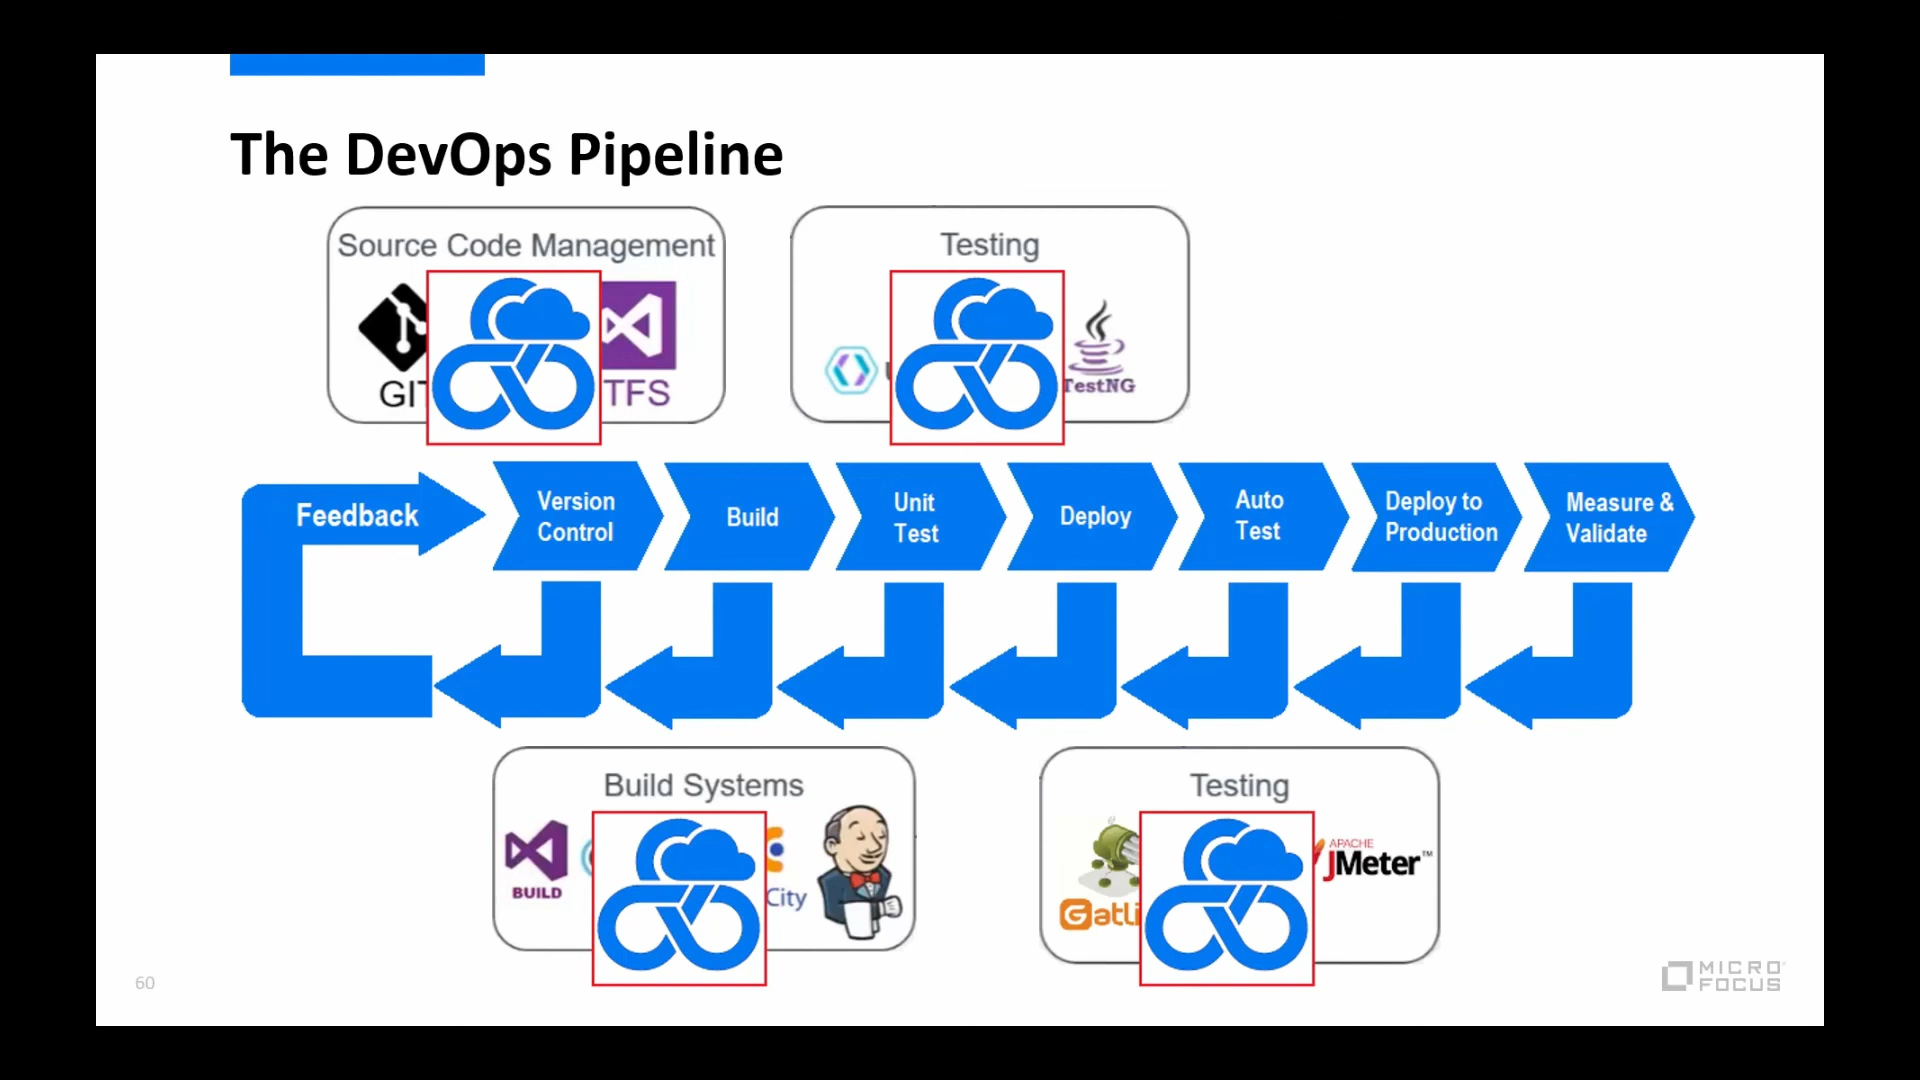 The DevOps Pipeline
Source Code Management
GIT
TFS
Testing
TestNG
Feedback
Version
Control
Build
Unit
Test
Deploy
Auto
Test
Deploy to
Production
Measure &
Validate
Build Systems
BUILD
City
Testing
Gatli
APACHE
JMeter™
60
MICRO
FOCUS